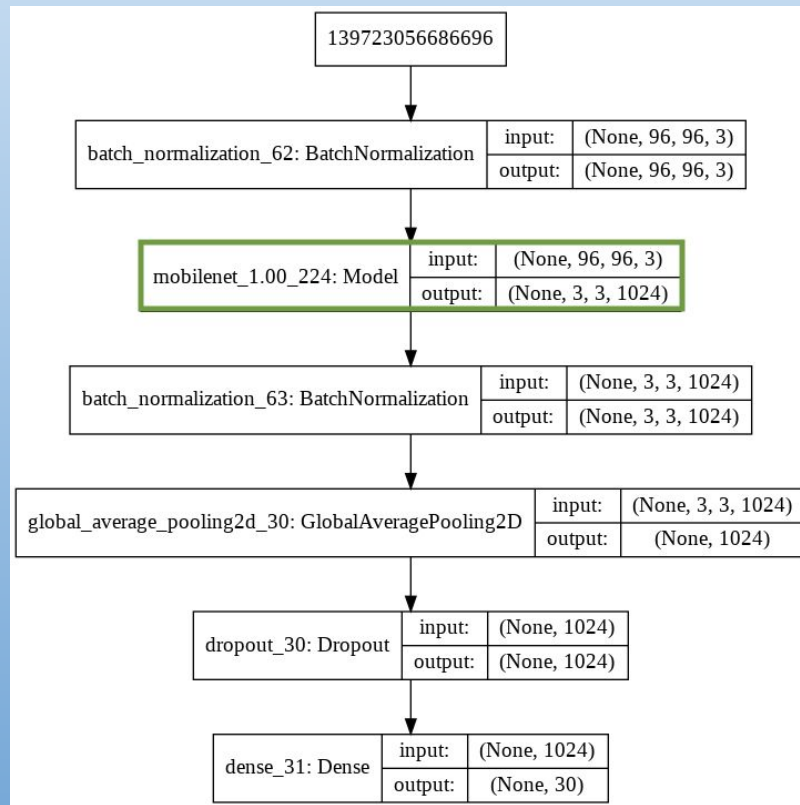 139723056686696
batch_normalization_62: BatchNormalization
input: (None, 96, 96, 3)
output: (None, 96, 96, 3)
mobilenet_1.00_224: Model
input: (None, 96, 96, 3)
output: (None, 3, 3, 1024)
batch_normalization_63: BatchNormalization
input: (None, 3, 3, 1024)
output: (None, 3, 3, 1024)
global_average_pooling2d_30: GlobalAveragePooling2D
input: (None, 3, 3, 1024)
output: (None, 1024)
dropout_30: Dropout
input: (None, 1024)
output: (None, 1024)
dense_31: Dense
input: (None, 1024)
output: (None, 30)